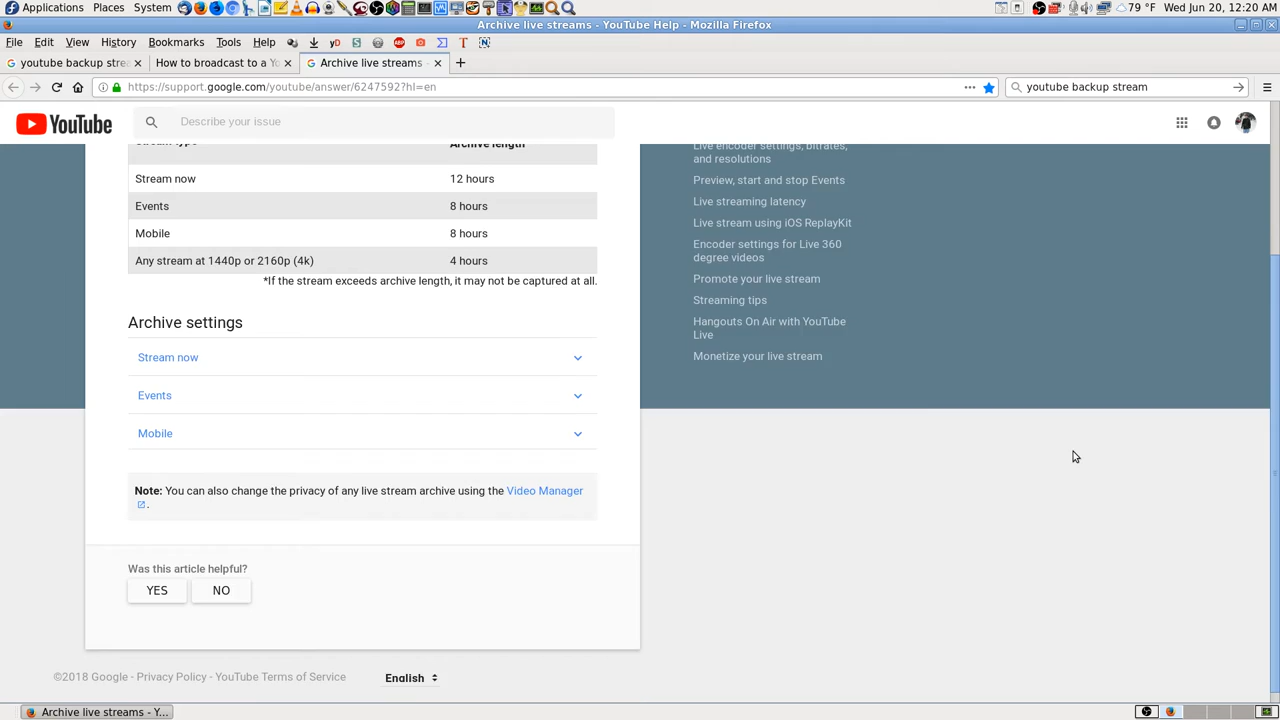 Applications Places System 79 °F Wed Jun 20, 12:20 AM
Archive live streams - YouTube Help - Mozilla Firefox
File Edit View History Bookmarks Tools Help
youtube backup strea How to broadcast to a Yo Archive live streams -
https://support.google.com/youtube/answer/6247592?hl=en youtube backup stream
YouTube Describe your issue
Stream type Archive length
Stream now 12 hours
Events 8 hours
Mobile 8 hours
Any stream at 1440p or 2160p (4k) 4 hours
*If the stream exceeds archive length, it may not be captured at all.
Archive settings
Stream now
Events
Mobile
Note: You can also change the privacy of any live stream archive using the Video Manager
.
Was this article helpful?
YES NO
Live encoder settings, bitrates,
and resolutions
Preview, start and stop Events
Live streaming latency
Live stream using iOS ReplayKit
Encoder settings for Live 360
degree videos
Promote your live stream
Streaming tips
Hangouts On Air with YouTube
Live
Monetize your live stream
©2018 Google - Privacy Policy - YouTube Terms of Service English
Archive live streams - Y...